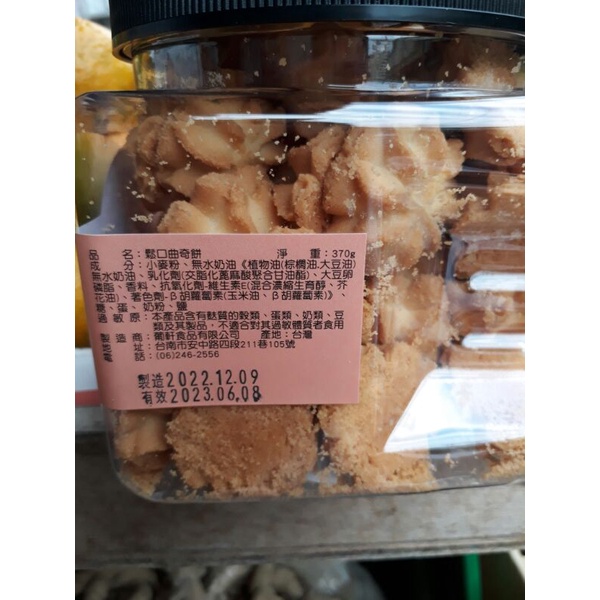 品名：鬆口曲奇餅 淨重：370g
成分：小麥粉、無水奶油《植物油(棕櫚油.大豆油)
無水奶油、乳化劑(交脂化蓖麻酸聚合甘油酯)、大豆卵
磷脂、香料、抗氧化劑-維生素E(混合濃縮生育醇、芥
花油)、著色劑-β胡蘿蔔素(玉米油、β胡蘿蔔素)》、
糖、蛋、奶粉、鹽
過敏原：本產品含有麩質的穀類、蛋類、奶類、豆
類及其製品，不適合對其過敏體質者食用
製造商：葡軒食品有限公司 產地：台灣
地址：台南市安中路四段211巷105號
電話：(06)246-2556
製造2022.12.09
有效2023.06.08